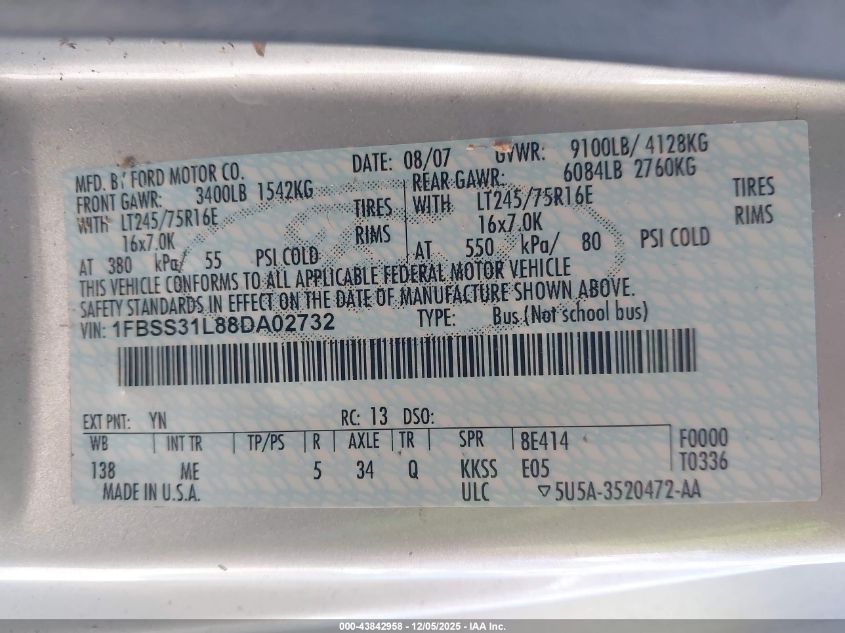 MFD. BY FORD MOTOR CO. DATE: 08/07 GVWR: 9100LB/ 4128KG
FRONT GAWR: 3400LB 1542KG REAR GAWR: 6084LB 2760KG
WITH LT245/75R16E TIRES WITH LT245/75R16E TIRES
16x7.0K RIMS 16x7.0K RIMS
AT 380 kPa/ 55 PSI COLD AT 550 kPa/ 80 PSI COLD
THIS VEHICLE CONFORMS TO ALL APPLICABLE FEDERAL MOTOR VEHICLE
SAFETY STANDARDS IN EFFECT ON THE DATE OF MANUFACTURE SHOWN ABOVE.
VIN: 1FBSS31L88DA02732 TYPE: Bus (Not school bus)
EXT PNT: YN RC: 13 DSO:
WB INT TR TP/PS R AXLE TR SPR 8E414 F0000
138 ME 5 34 Q KKSS E05 T0336
MADE IN U.S.A. ULC ▽5U5A-3520472-AA
000-43842958 - 12/05/2025 - IAA Inc.